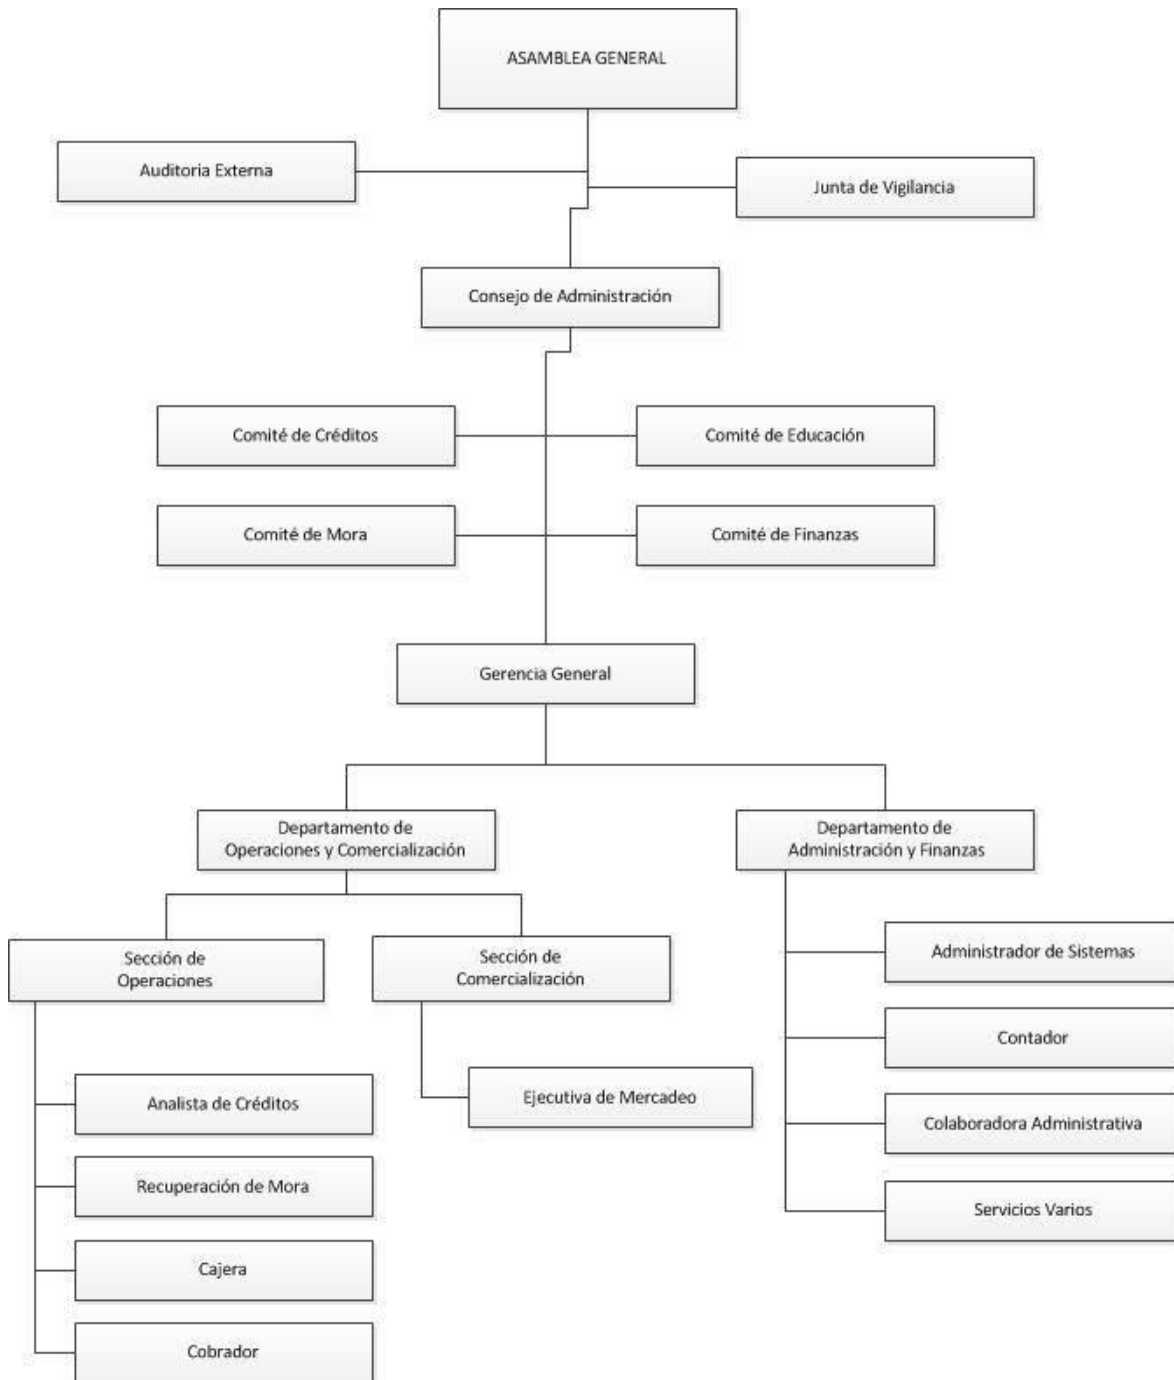 ASAMBLEA GENERAL
Auditoria Externa
Junta de Vigilancia
Consejo de Administración
Comité de Créditos
Comité de Educación
Comité de Mora
Comité de Finanzas
Gerencia General
Departamento de
Operaciones y Comercialización
Departamento de
Administración y Finanzas
Sección de
Operaciones
Sección de
Comercialización
Administrador de Sistemas
Contador
Analista de Créditos
Ejecutiva de Mercadeo
Colaboradora Administrativa
Recuperación de Mora
Servicios Varios
Cajera
Cobrador